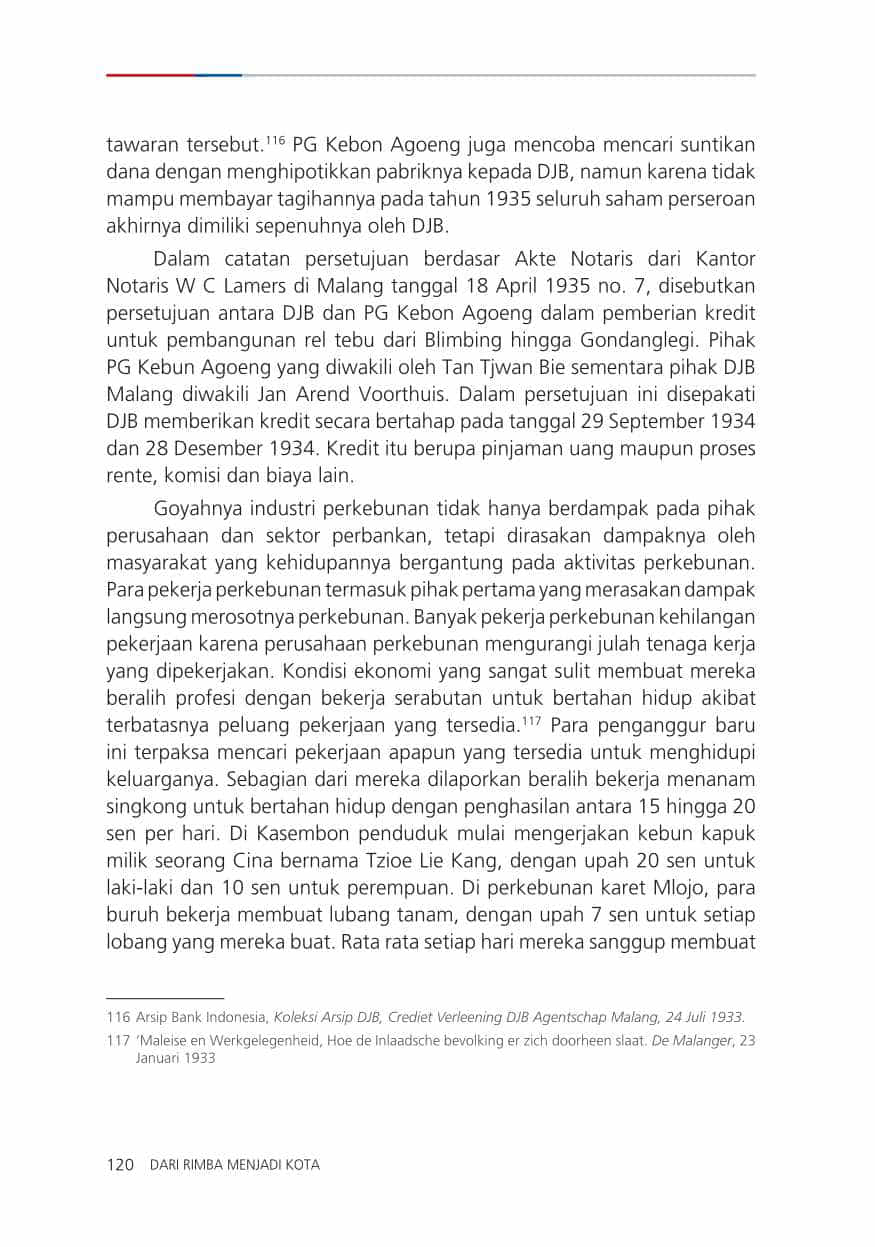 tawaran tersebut.116 PG Kebon Agoeng juga mencoba mencari suntikan
dana dengan menghipotikkan pabriknya kepada DJB, namun karena tidak
mampu membayar tagihannya pada tahun 1935 seluruh saham perseroan
akhirnya dimiliki sepenuhnya oleh DJB.
Dalam catatan persetujuan berdasar Akte Notaris dari Kantor
Notaris W C Lamers di Malang tanggal 18 April 1935 no. 7, disebutkan
persetujuan antara DJB dan PG Kebon Agoeng dalam pemberian kredit
untuk pembangunan rel tebu dari Blimbing hingga Gondanglegi. Pihak
PG Kebun Agoeng yang diwakili oleh Tan Tjwan Bie sementara pihak DJB
Malang diwakili Jan Arend Voorthuis. Dalam persetujuan ini disepakati
DJB memberikan kredit secara bertahap pada tanggal 29 September 1934
dan 28 Desember 1934. Kredit itu berupa pinjaman uang maupun proses
rente, komisi dan biaya lain.
Goyahnya industri perkebunan tidak hanya berdampak pada pihak
perusahaan dan sektor perbankan, tetapi dirasakan dampaknya oleh
masyarakat yang kehidupannya bergantung pada aktivitas perkebunan.
Para pekerja perkebunan termasuk pihak pertama yang merasakan dampak
langsung merosotnya perkebunan. Banyak pekerja perkebunan kehilangan
pekerjaan karena perusahaan perkebunan mengurangi julah tenaga kerja
yang dipekerjakan. Kondisi ekonomi yang sangat sulit membuat mereka
beralih profesi dengan bekerja serabutan untuk bertahan hidup akibat
terbatasnya peluang pekerjaan yang tersedia.117 Para penganggur baru
ini terpaksa mencari pekerjaan apapun yang tersedia untuk menghidupi
keluarganya. Sebagian dari mereka dilaporkan beralih bekerja menanam
singkong untuk bertahan hidup dengan penghasilan antara 15 hingga 20
sen per hari. Di Kasembon penduduk mulai mengerjakan kebun kapuk
milik seorang Cina bernama Tzioe Lie Kang, dengan upah 20 sen untuk
laki-laki dan 10 sen untuk perempuan. Di perkebunan karet Mlojo, para
buruh bekerja membuat lubang tanam, dengan upah 7 sen untuk setiap
lobang yang mereka buat. Rata rata setiap hari mereka sanggup membuat
116 Arsip Bank Indonesia, Koleksi Arsip DJB, Crediet Verleening DJB Agentschap Malang, 24 Juli 1933.
117 ‘Maleise en Werkgelegenheid, Hoe de Inlaadsche bevolking er zich doorheen slaat. De Malanger, 23
Januari 1933
120 DARI RIMBA MENJADI KOTA